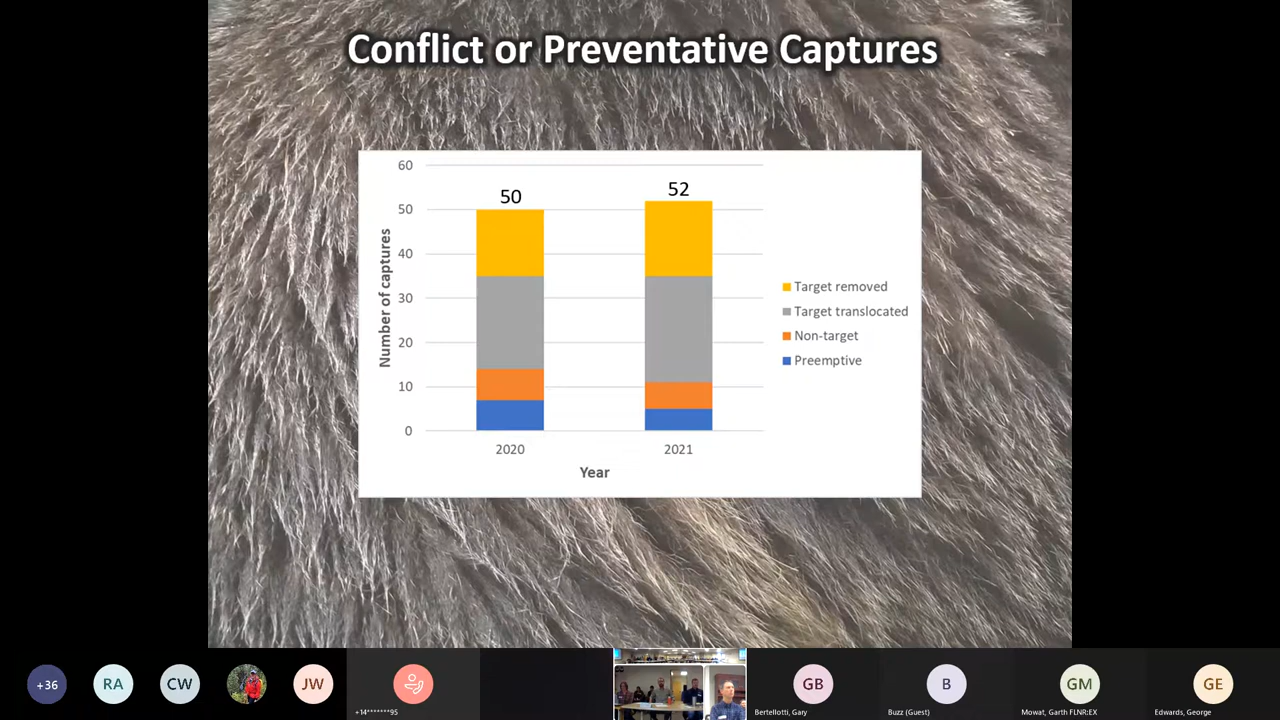 Conflict or Preventative Captures
60
50
40
30
20
10
0
Number of captures
50
52
2020
2021
Year
Target removed
Target translocated
Non-target
Preemptive
+36
RA
CW
JW
+14*******95
GB
Bertellotti, Gary
B
Buzz (Guest)
GM
Mowat, Garth FLNR:EX
GE
Edwards, George